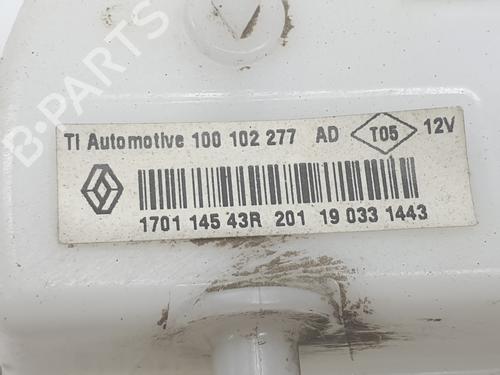 B-PARTS
TI Automotive 100 102 277 AD T05 12V
1701 145 43R 201 19 033 1443